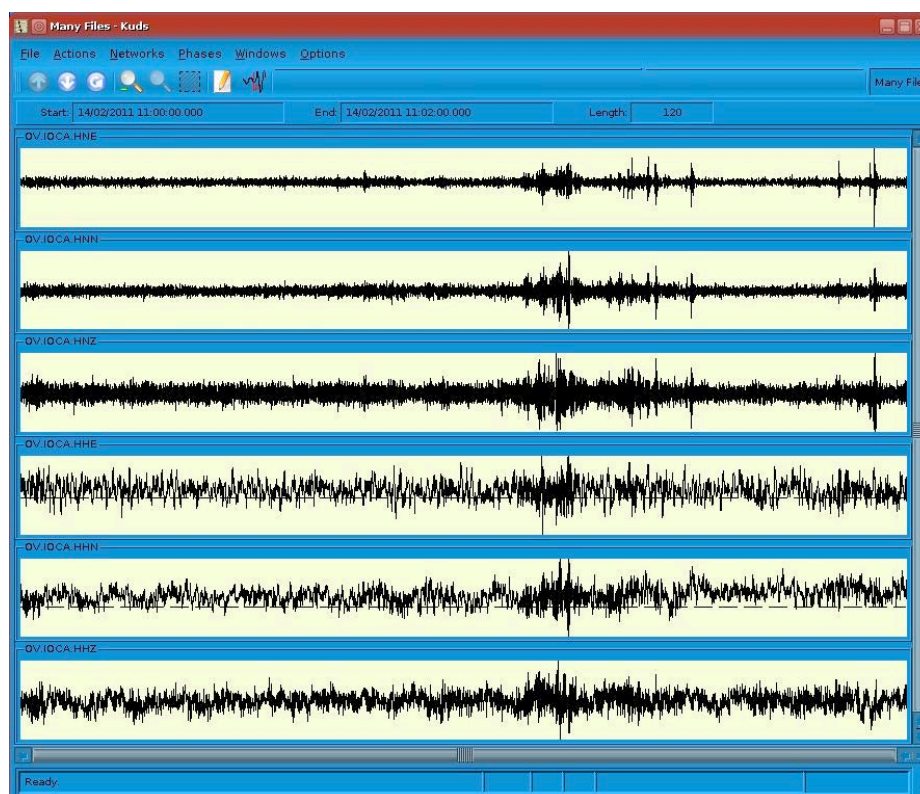 Many Files - Kuds
File Actions Networks Phases Windows Options
Many File
Start: 14/02/2011 11:00:00.000 End: 14/02/2011 11:02:00.000 Length: 120
OV.IOCA.HNE
OV.IOCA.HNN
OV.IOCA.HNZ
OV.IOCA.HHE
OV.IOCA.HHN
OV.IOCA.HHZ
Ready.